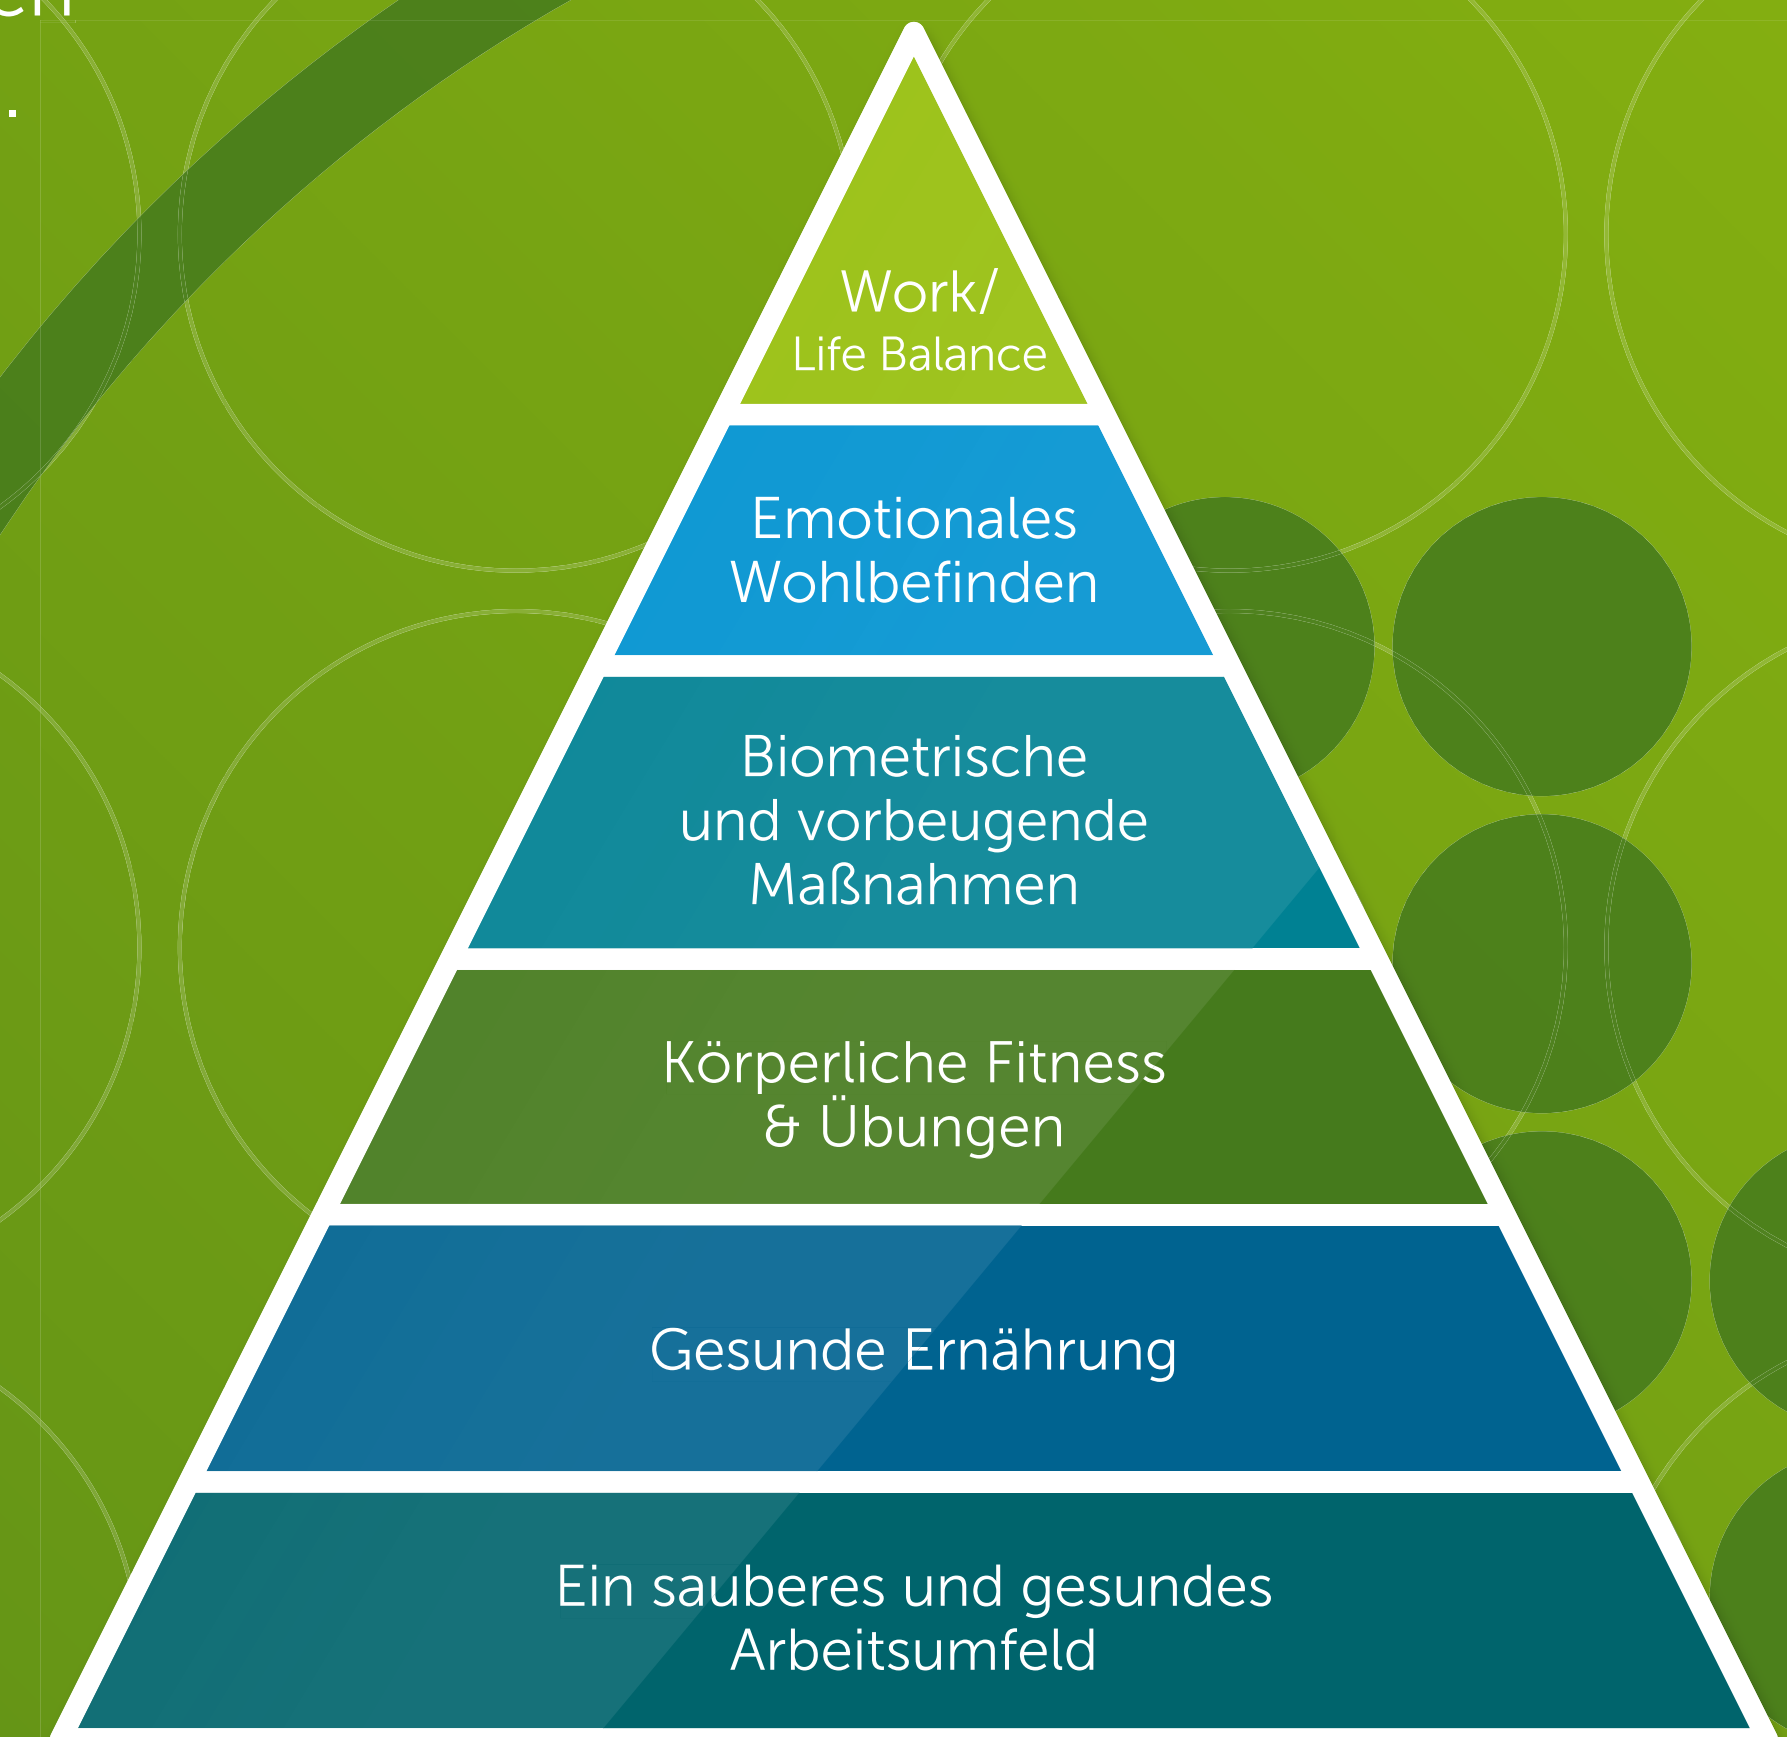 Work/
Life Balance
Emotionales
Wohlbefinden
Biometrische
und vorbeugende
Maßnahmen
Körperliche Fitness
& Übungen
Gesunde Ernährung
Ein sauberes und gesundes
Arbeitsumfeld